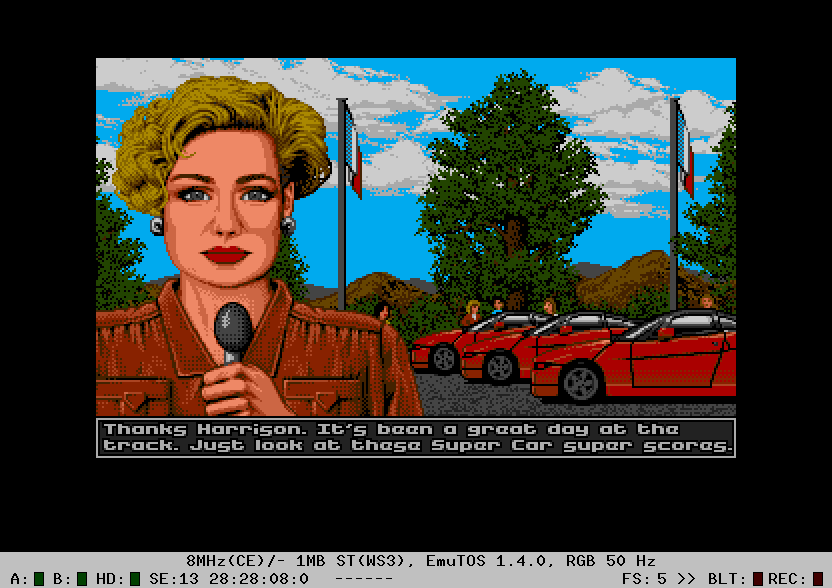 Thanks Harrison. It's been a great day at the
track. Just look at these Super Car super scores.
8MHz(CE)/- 1MB ST(WS3), EmuTOS 1.4.0, RGB 50 Hz
A: B: HD: SE:13 28:28:08:0 ------ FS: 5 >> BLT: REC: